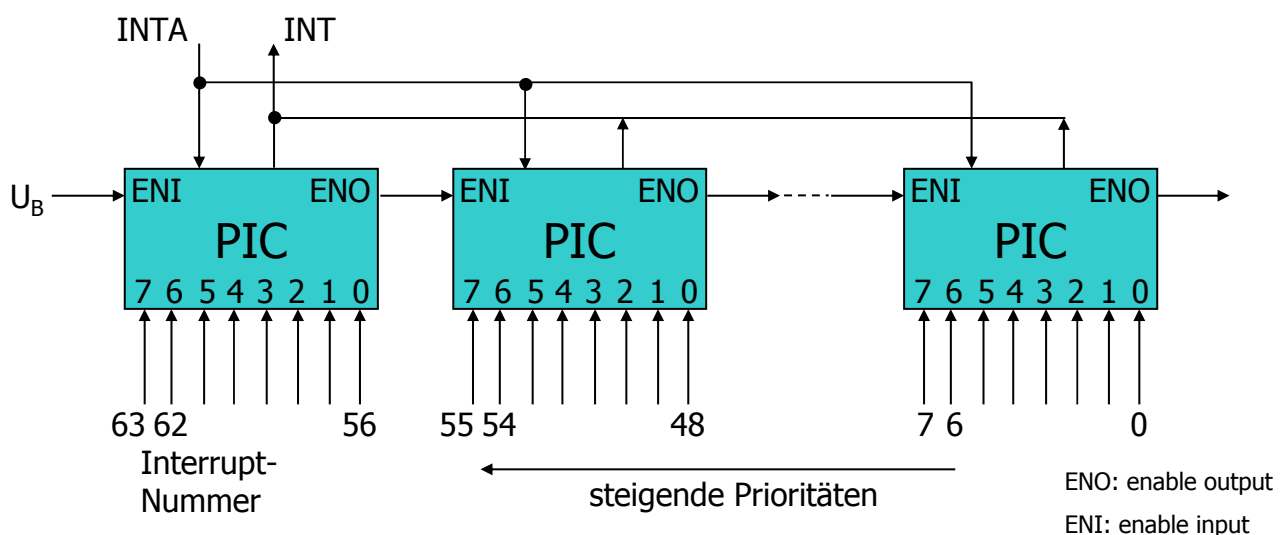 INTA INT
U_B ENI ENO ENI ENO ENI ENO
PIC PIC PIC
7 6 5 4 3 2 1 0 7 6 5 4 3 2 1 0 7 6 5 4 3 2 1 0
63 62 56 55 54 48 7 6 0
Interrupt-
Nummer
steigende Prioritäten
ENO: enable output
ENI: enable input